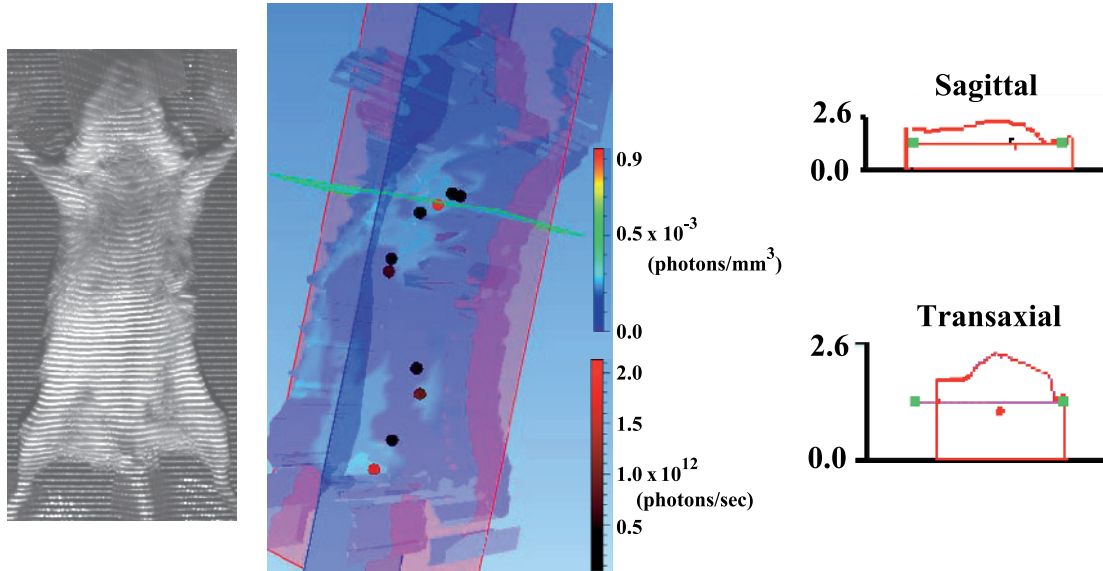 0.9
0.5 x 10-3
(photons/mm3)
0.0
2.0
1.5
1.0 x 1012
(photons/sec)
0.5
Sagittal
2.6
0.0
Transaxial
2.6
0.0